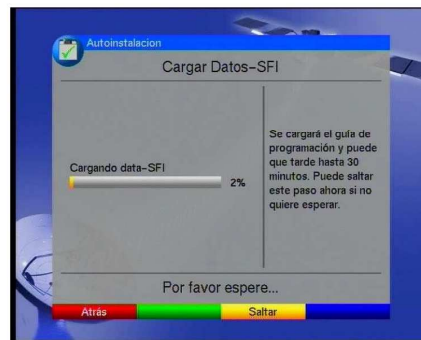 Autoinstalacion
Cargar Datos-SFI
Se cargará el guía de
programación y puede
que tarde hasta 30
minutos. Puede saltar
este paso ahora si no
quiere esperar.
Cargando data-SFI
2%
Por favor espere...
Atrás
Saltar